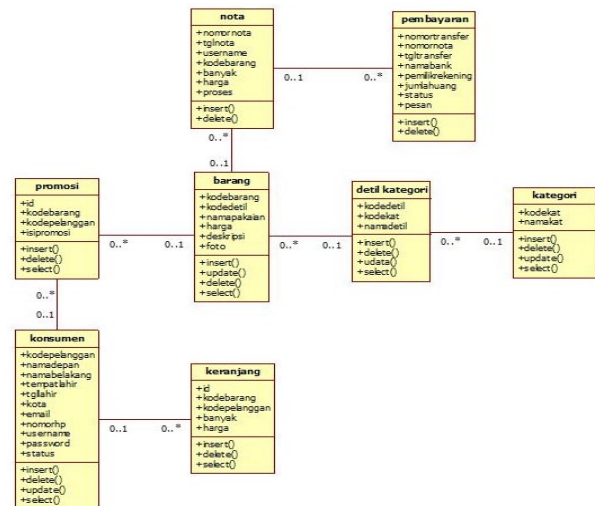 nota
+nomornota
+tglnota
+username
+kodebarang
+banyak
+harga
+proses
+insert()
+delete()
pembayaran
+nomortransfer
+nomornota
+tgltransfer
+namabank
+pemilikrekening
+jumlahuang
+status
+pesan
+insert()
+delete()
0..1
0..*
0..*
0..1
promosi
+id
+kodebarang
+kodepelanggan
+isipromosi
+insert()
+delete()
+select()
0..*
0..1
barang
+kodebarang
+kodedetil
+namapakaian
+harga
+deskripsi
+foto
+insert()
+update()
+delete()
+select()
0..*
0..1
detil kategori
+kodedetil
+kodekat
+namadetil
+insert()
+delete()
+udata()
+select()
0..*
0..1
kategori
+kodekat
+namakat
+insert()
+delete()
+update()
+select()
0..*
0..1
konsumen
+kodepelanggan
+namadepan
+namabelakang
+tempatlahir
+tgllahir
+kota
+email
+nomorhp
+username
+password
+status
+insert()
+delete()
+update()
+select()
0..1
0..*
keranjang
+id
+kodebarang
+kodepelanggan
+banyak
+harga
+insert()
+delete()
+select()